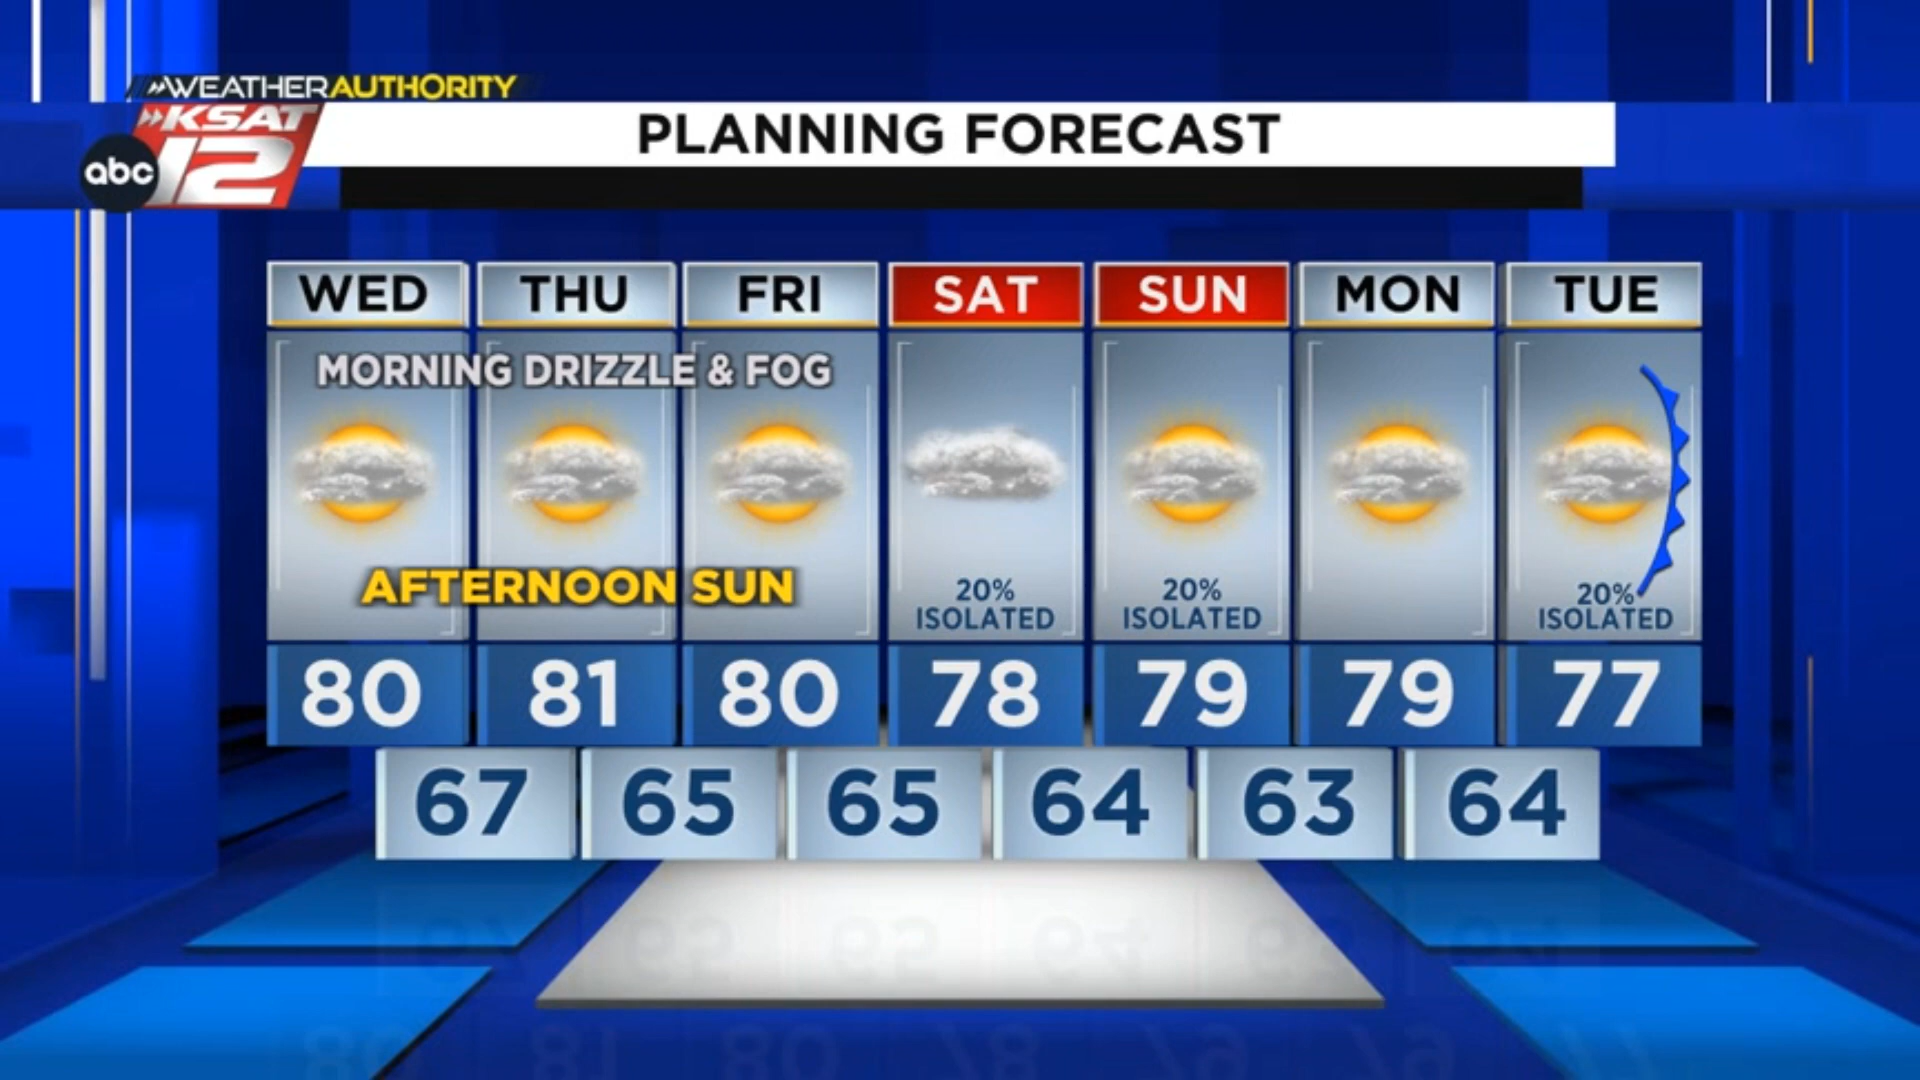 WEATHERAUTHORITY
KSAT
abc 12
PLANNING FORECAST
WED THU FRI SAT SUN MON TUE
MORNING DRIZZLE & FOG
AFTERNOON SUN
20% ISOLATED
20% ISOLATED
20% ISOLATED
80 81 80 78 79 79 77
67 65 65 64 63 64